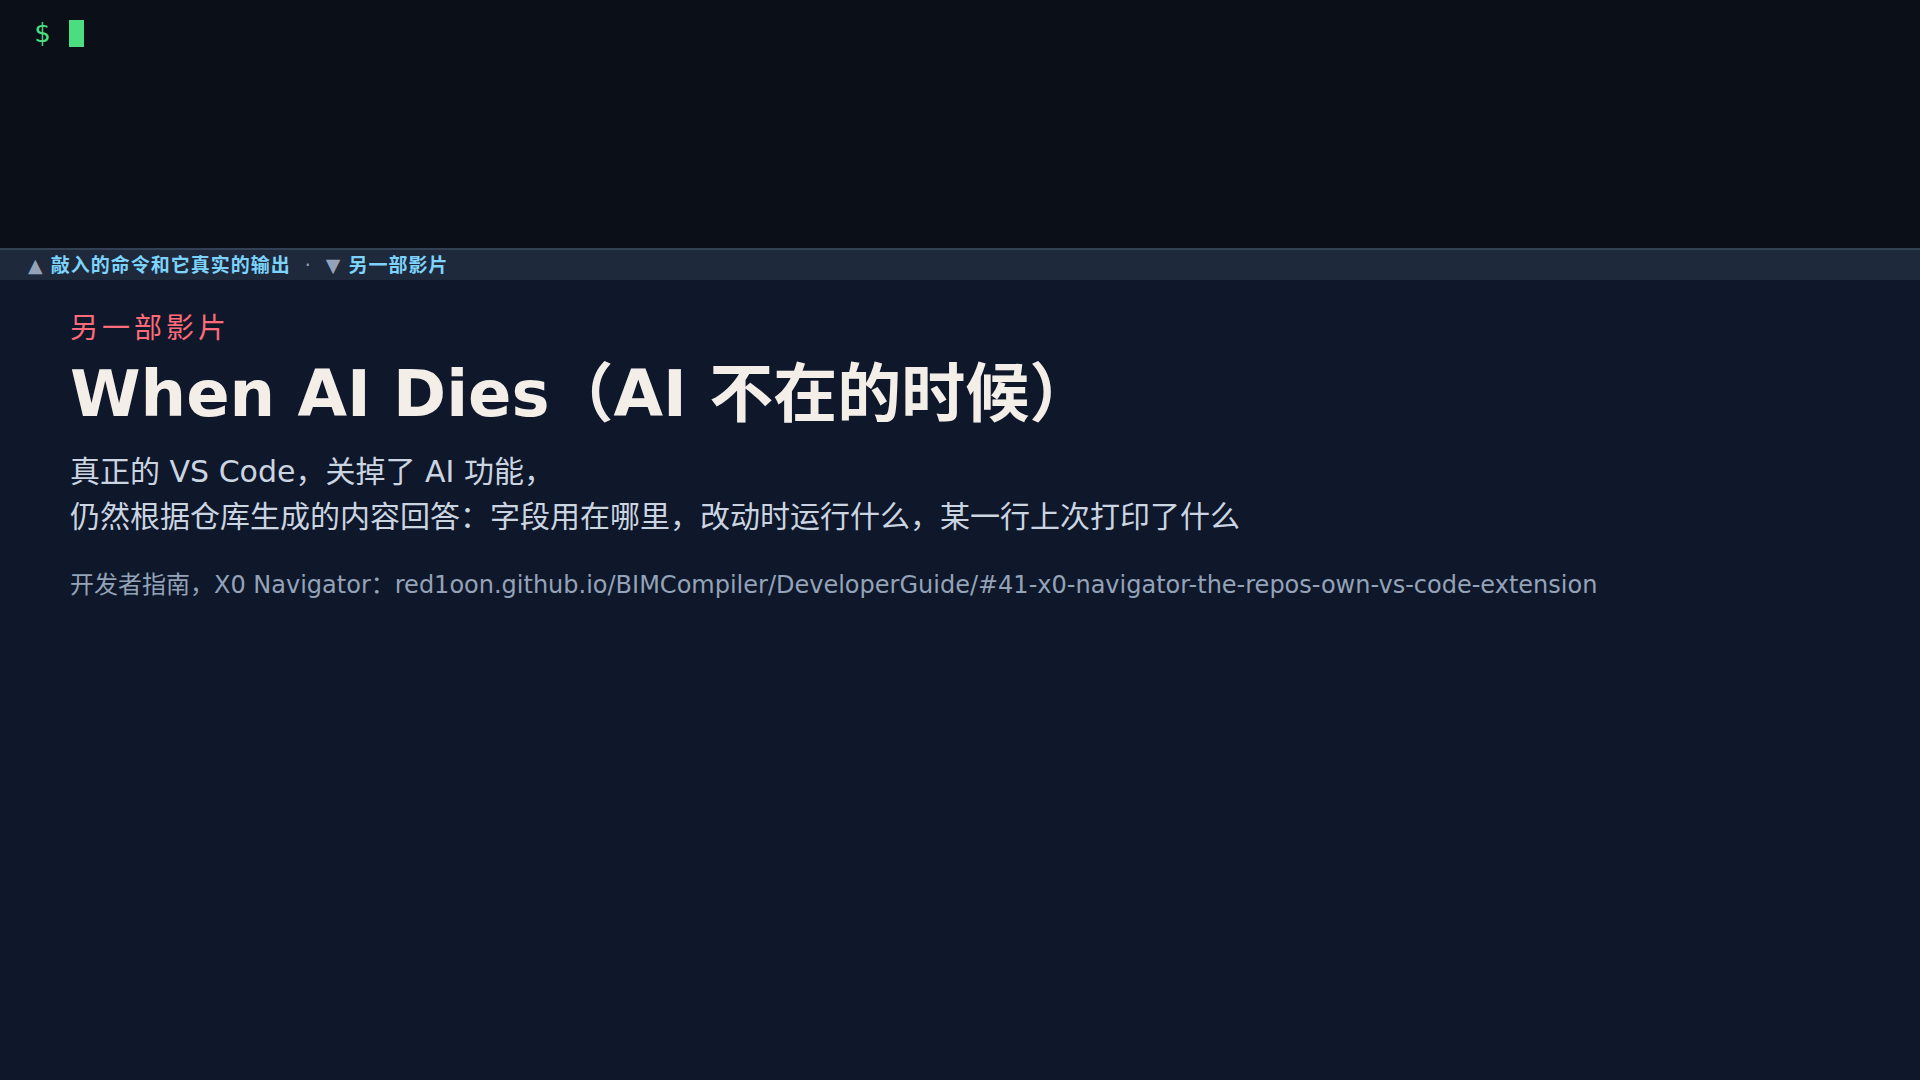 $
▲ 敲入的命令和它真实的输出 · ▼ 另一部影片
另一部影片
When AI Dies（AI 不在的时候）
真正的 VS Code，关掉了 AI 功能，
仍然根据仓库生成的内容回答：字段用在哪里，改动时运行什么，某一行上次打印了什么
开发者指南，X0 Navigator：red1oon.github.io/BIMCompiler/DeveloperGuide/#41-x0-navigator-the-repos-own-vs-code-extension